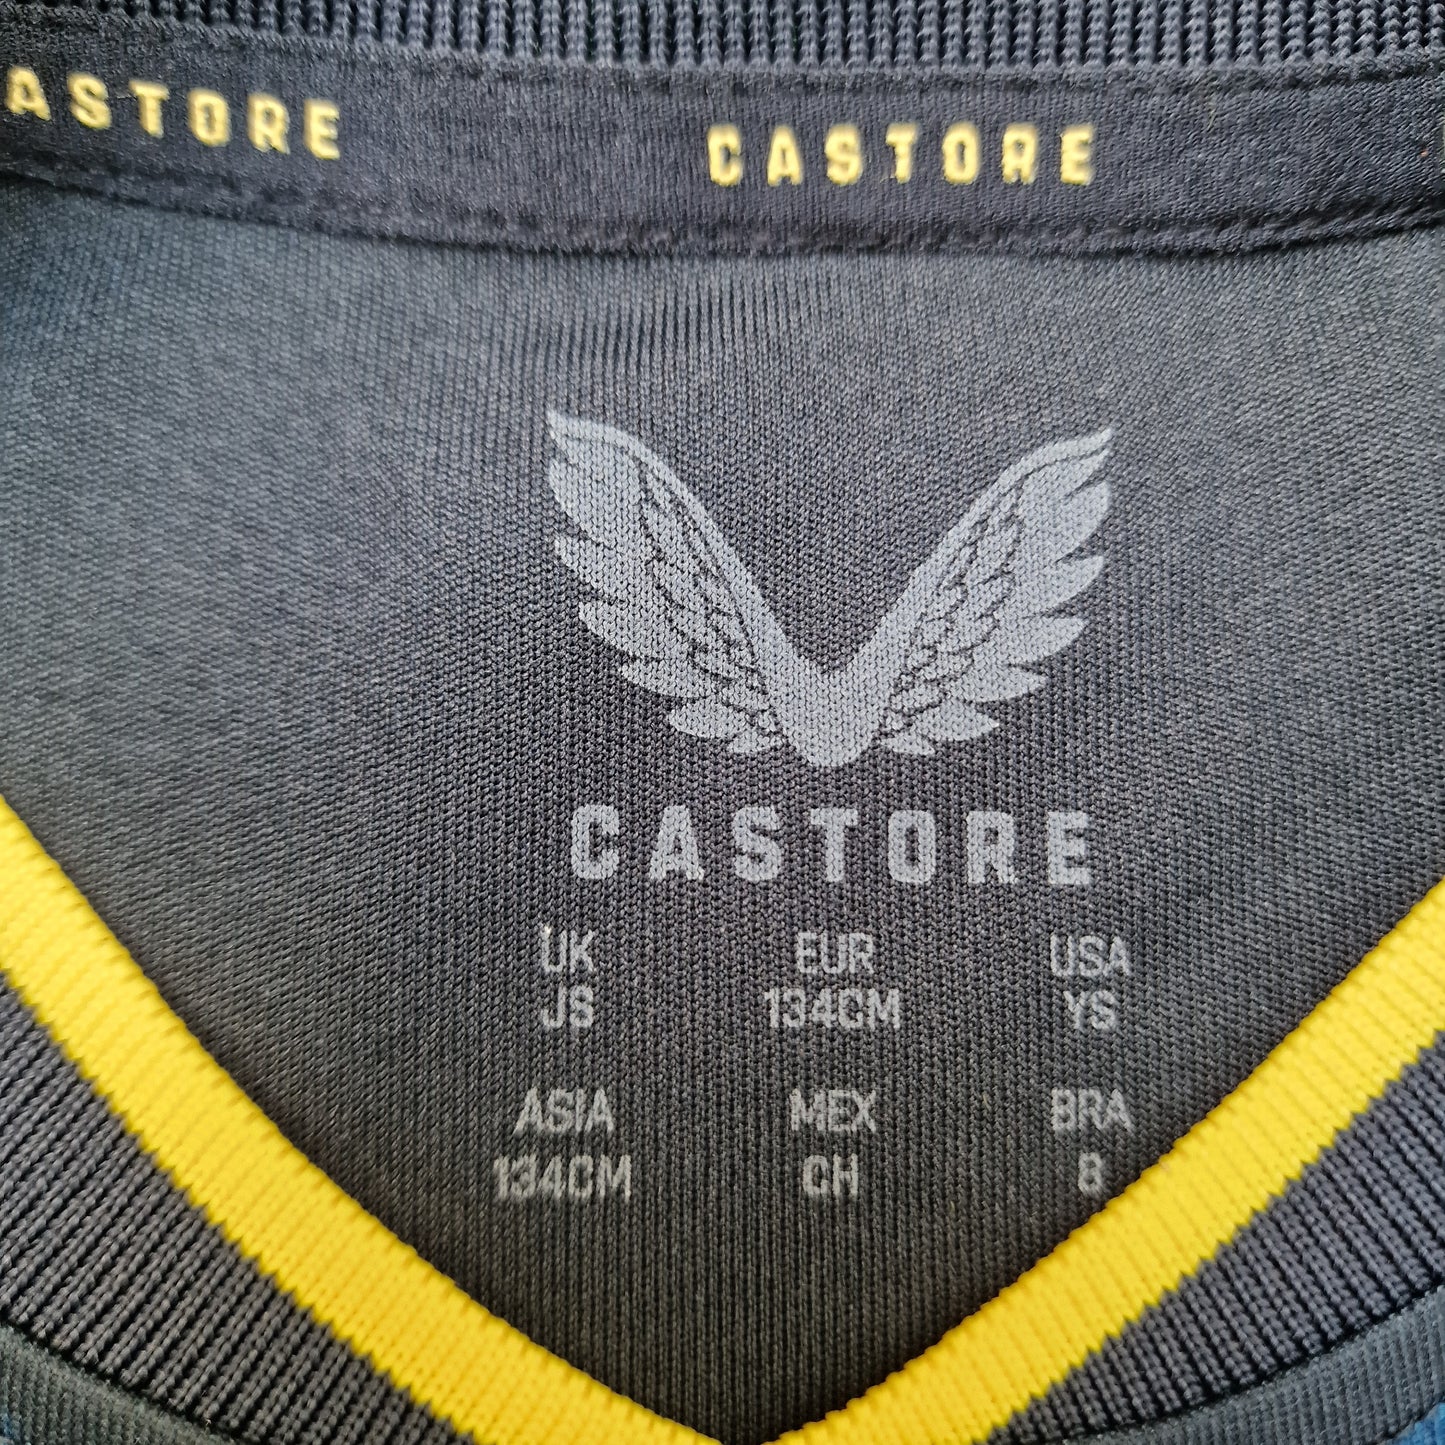 ASTORE CASTORE
CASTORE
UK EUR USA
JS 134CM YS
ASIA MEX BRA
134CM CH 8